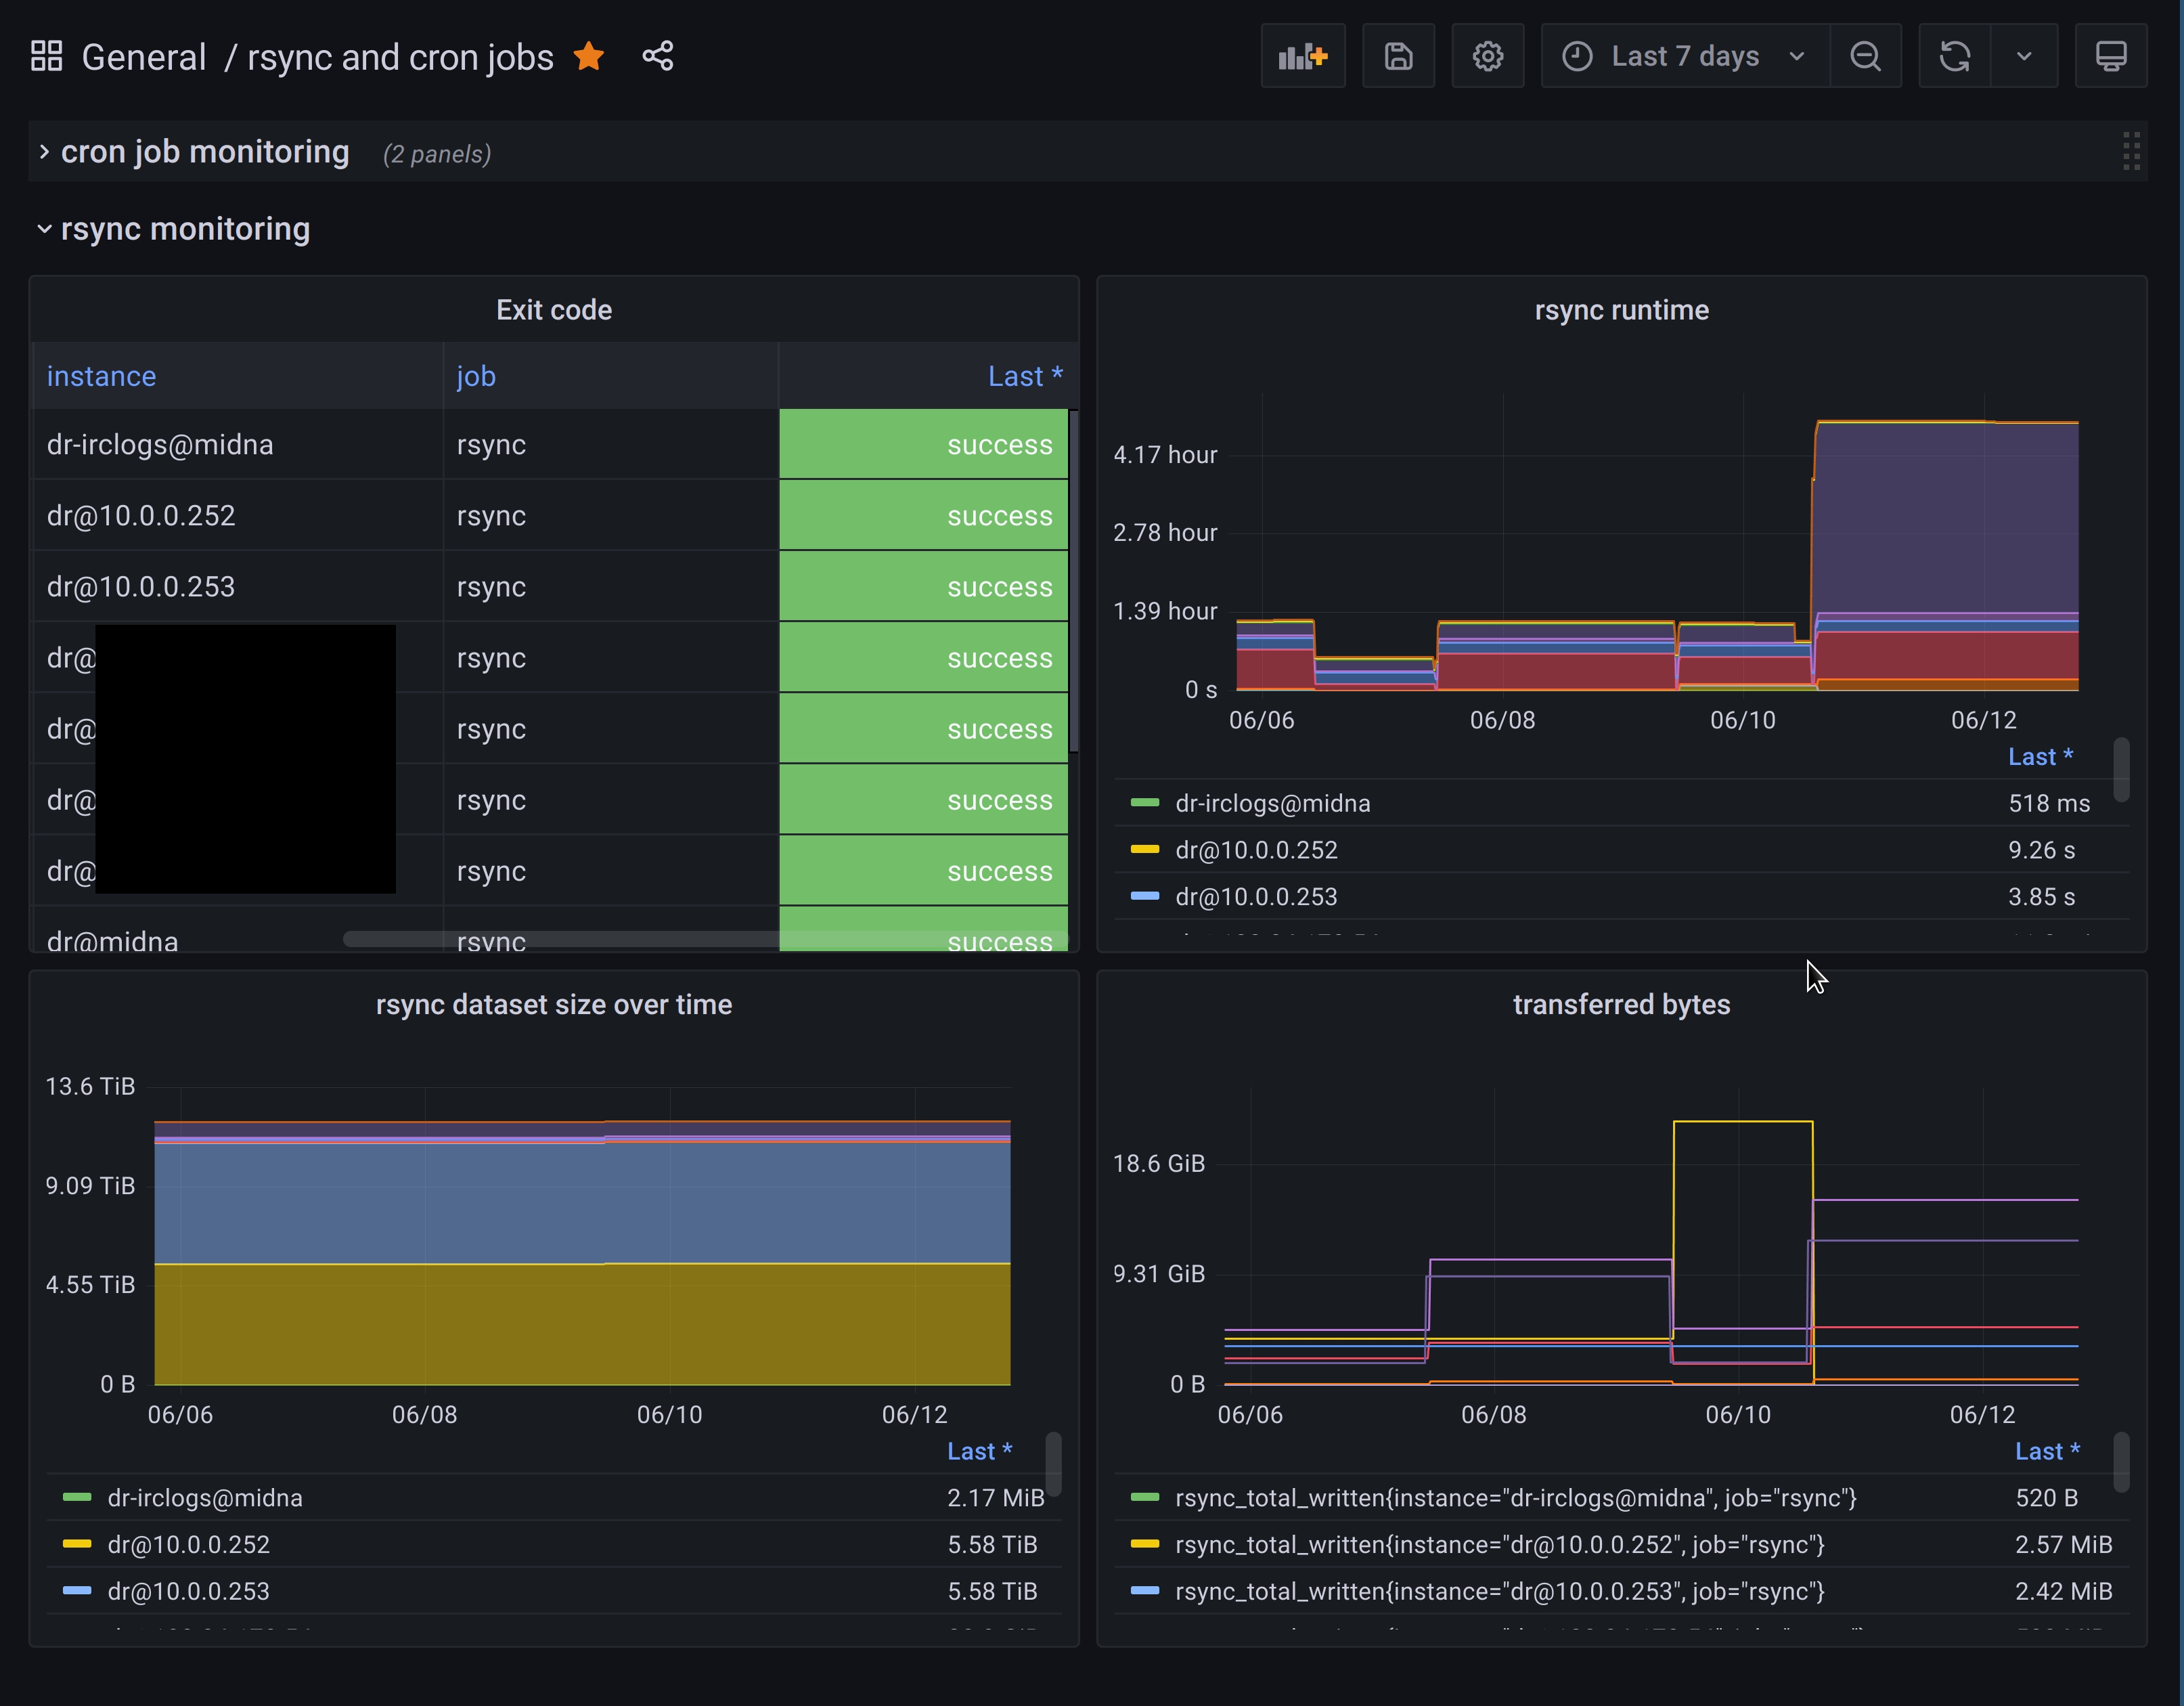 General / rsync and cron jobs
Last 7 days
cron job monitoring (2 panels)
rsync monitoring
Exit code
instance job Last *
dr-irclogs@midna rsync success
dr@10.0.0.252 rsync success
dr@10.0.0.253 rsync success
dr@ rsync success
dr@ rsync success
dr@ rsync success
dr@ rsync success
dr@midna rsync success
rsync runtime
4.17 hour
2.78 hour
1.39 hour
0 s
06/06 06/08 06/10 06/12
Last *
dr-irclogs@midna 518 ms
dr@10.0.0.252 9.26 s
dr@10.0.0.253 3.85 s
rsync dataset size over time
13.6 TiB
9.09 TiB
4.55 TiB
0 B
06/06 06/08 06/10 06/12
Last *
dr-irclogs@midna 2.17 MiB
dr@10.0.0.252 5.58 TiB
dr@10.0.0.253 5.58 TiB
transferred bytes
18.6 GiB
9.31 GiB
0 B
06/06 06/08 06/10 06/12
Last *
rsync_total_written{instance="dr-irclogs@midna", job="rsync"} 520 B
rsync_total_written{instance="dr@10.0.0.252", job="rsync"} 2.57 MiB
rsync_total_written{instance="dr@10.0.0.253", job="rsync"} 2.42 MiB